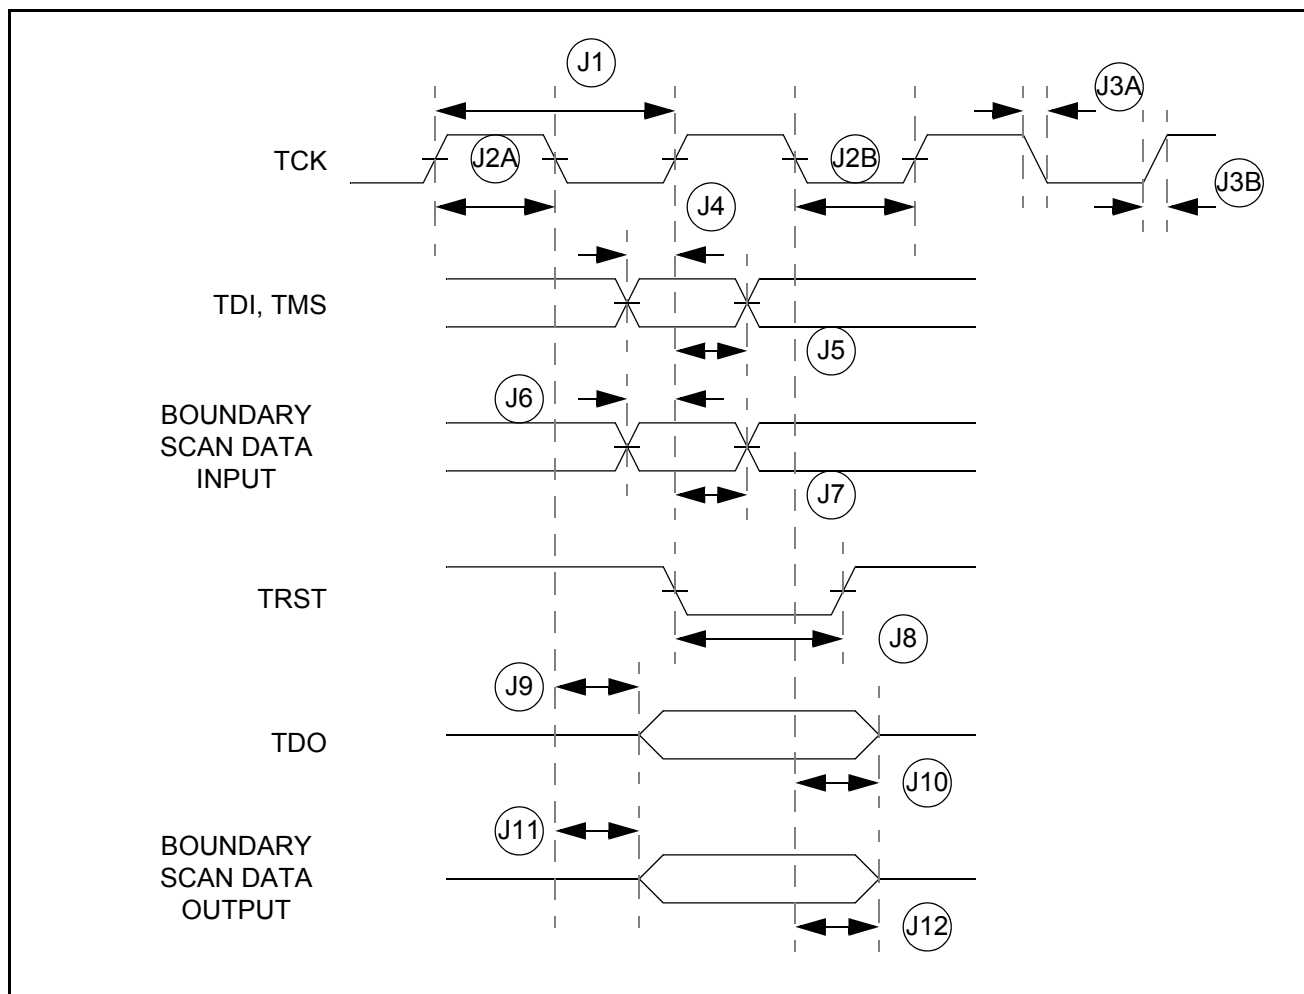 J1
J3A
TCK
J2A
J2B
J3B
J4
TDI, TMS
J5
J6
BOUNDARY
SCAN DATA
INPUT
J7
TRST
J8
J9
TDO
J10
J11
BOUNDARY
SCAN DATA
OUTPUT
J12